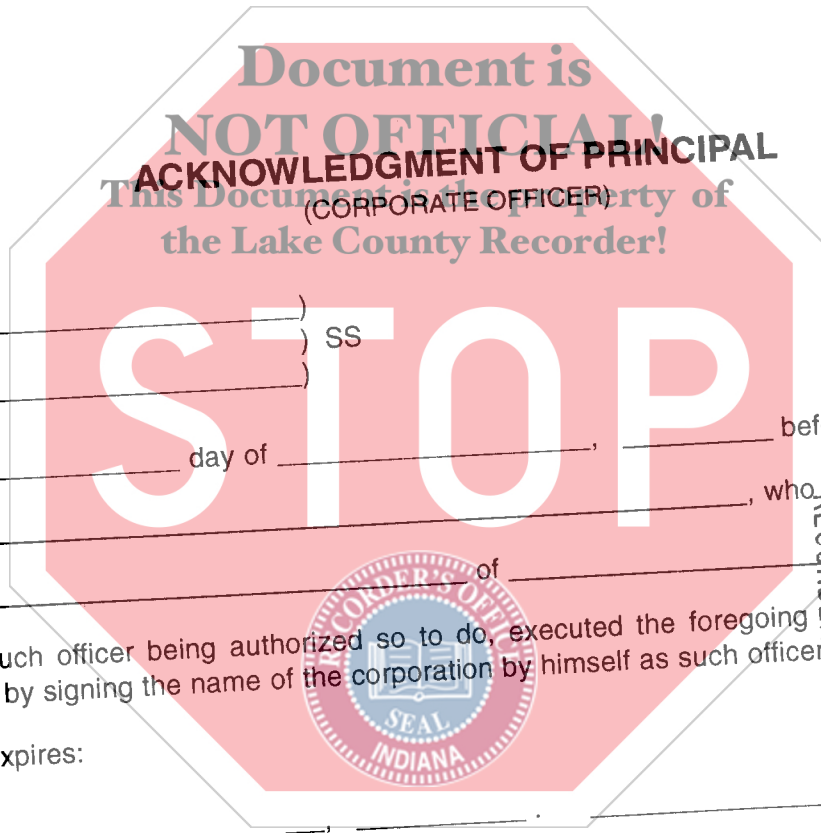 Document is
NOT OFFICIAL!
ACKNOWLEDGMENT OF PRINCIPAL
This Document is the property of
(CORPORATE OFFICER)
the Lake County Recorder!
)
) SS
)
STOP
day of , bef
, who
of
RECORDER'S OFFICE
uch officer being authorized so to do, executed the foregoing
by signing the name of the corporation by himself as such officer
SEAL
INDIANA
xpires:
, .